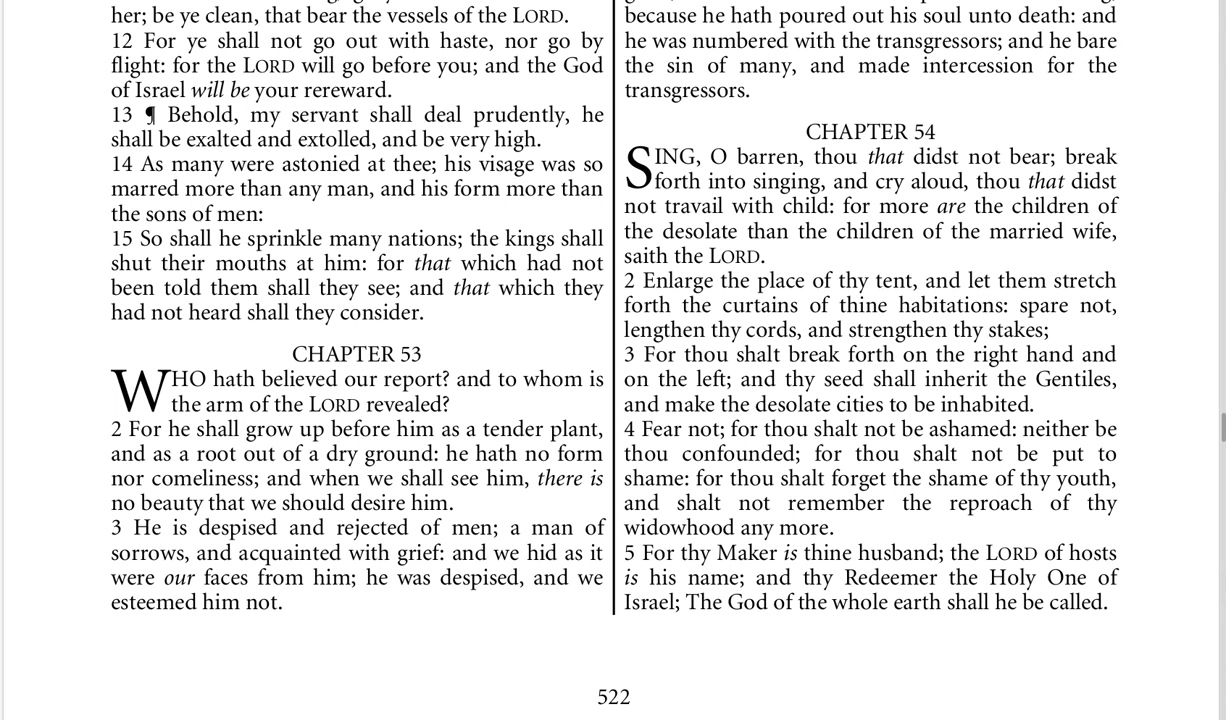 her; be ye clean, that bear the vessels of the LORD.
12 For ye shall not go out with haste, nor go by
flight: for the LORD will go before you; and the God
of Israel will be your rereward.
13 ¶ Behold, my servant shall deal prudently, he
shall be exalted and extolled, and be very high.
14 As many were astonied at thee; his visage was so
marred more than any man, and his form more than
the sons of men:
15 So shall he sprinkle many nations; the kings shall
shut their mouths at him: for that which had not
been told them shall they see; and that which they
had not heard shall they consider.
CHAPTER 53
WHO hath believed our report? and to whom is
the arm of the LORD revealed?
2 For he shall grow up before him as a tender plant,
and as a root out of a dry ground: he hath no form
nor comeliness; and when we shall see him, there is
no beauty that we should desire him.
3 He is despised and rejected of men; a man of
sorrows, and acquainted with grief: and we hid as it
were our faces from him; he was despised, and we
esteemed him not.
because he hath poured out his soul unto death: and
he was numbered with the transgressors; and he bare
the sin of many, and made intercession for the
transgressors.
CHAPTER 54
SING, O barren, thou that didst not bear; break
forth into singing, and cry aloud, thou that didst
not travail with child: for more are the children of
the desolate than the children of the married wife,
saith the LORD.
2 Enlarge the place of thy tent, and let them stretch
forth the curtains of thine habitations: spare not,
lengthen thy cords, and strengthen thy stakes;
3 For thou shalt break forth on the right hand and
on the left; and thy seed shall inherit the Gentiles,
and make the desolate cities to be inhabited.
4 Fear not; for thou shalt not be ashamed: neither be
thou confounded; for thou shalt not be put to
shame: for thou shalt forget the shame of thy youth,
and shalt not remember the reproach of thy
widowhood any more.
5 For thy Maker is thine husband; the LORD of hosts
is his name; and thy Redeemer the Holy One of
Israel; The God of the whole earth shall he be called.
522